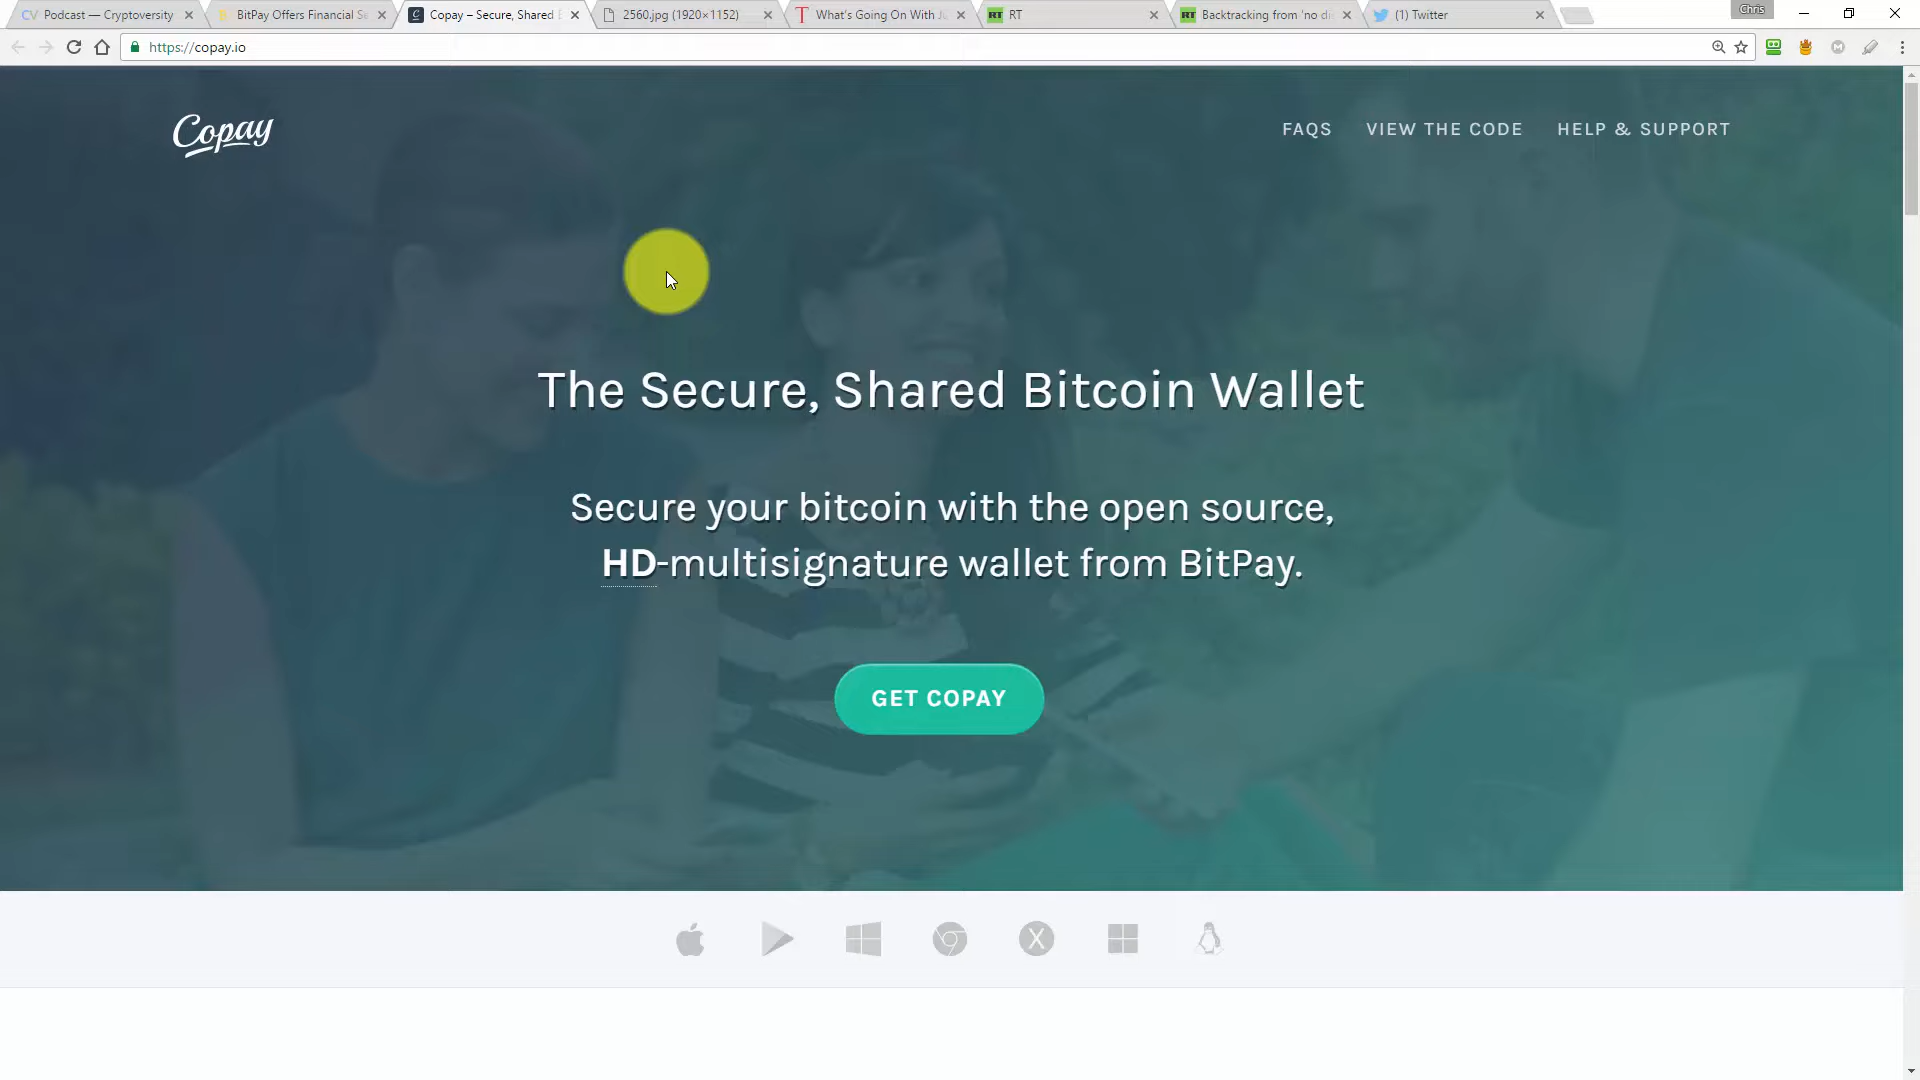 Podcast — Cryptoversity
BitPay Offers Financial Se
Copay – Secure, Shared
2560.jpg (1920×1152)
What's Going On With
RT
Backtracking from 'no di
(1) Twitter
Chris
https://copay.io
Copay
FAQS
VIEW THE CODE
HELP & SUPPORT
The Secure, Shared Bitcoin Wallet
Secure your bitcoin with the open source,
HD-multisignature wallet from BitPay.
GET COPAY